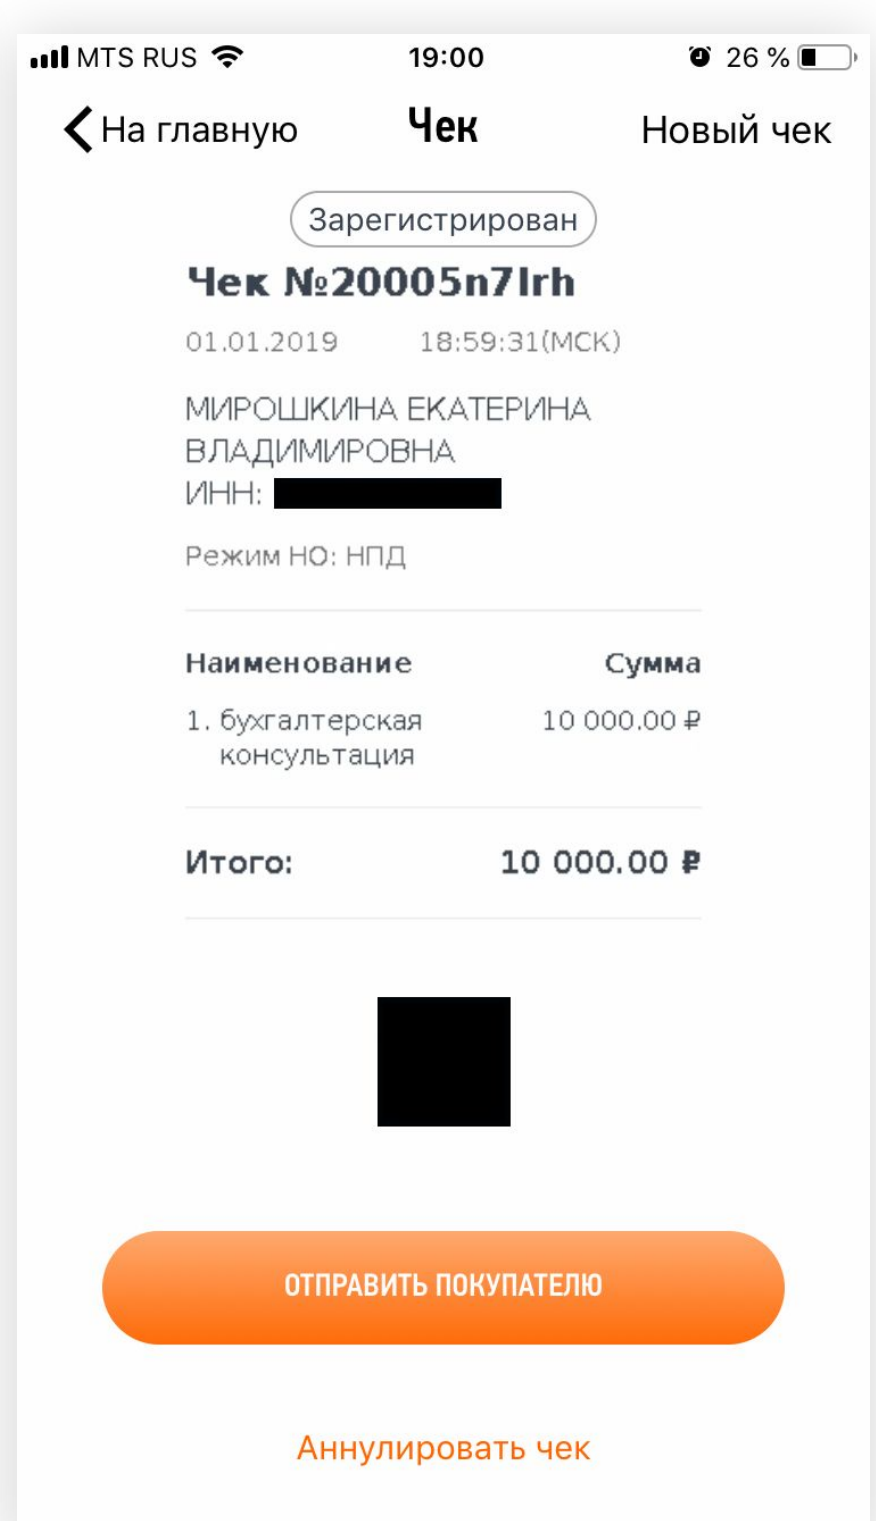 MTS RUS 19:00 26 %
На главную Чек Новый чек
Зарегистрирован
Чек №20005n7lrh
01.01.2019 18:59:31(МСК)
МИРОШКИНА ЕКАТЕРИНА
ВЛАДИМИРОВНА
ИНН:
Режим НО: НПД
Наименование Сумма
1. бухгалтерская 10 000.00 ₽
консультация
Итого: 10 000.00 ₽
ОТПРАВИТЬ ПОКУПАТЕЛЮ
Аннулировать чек